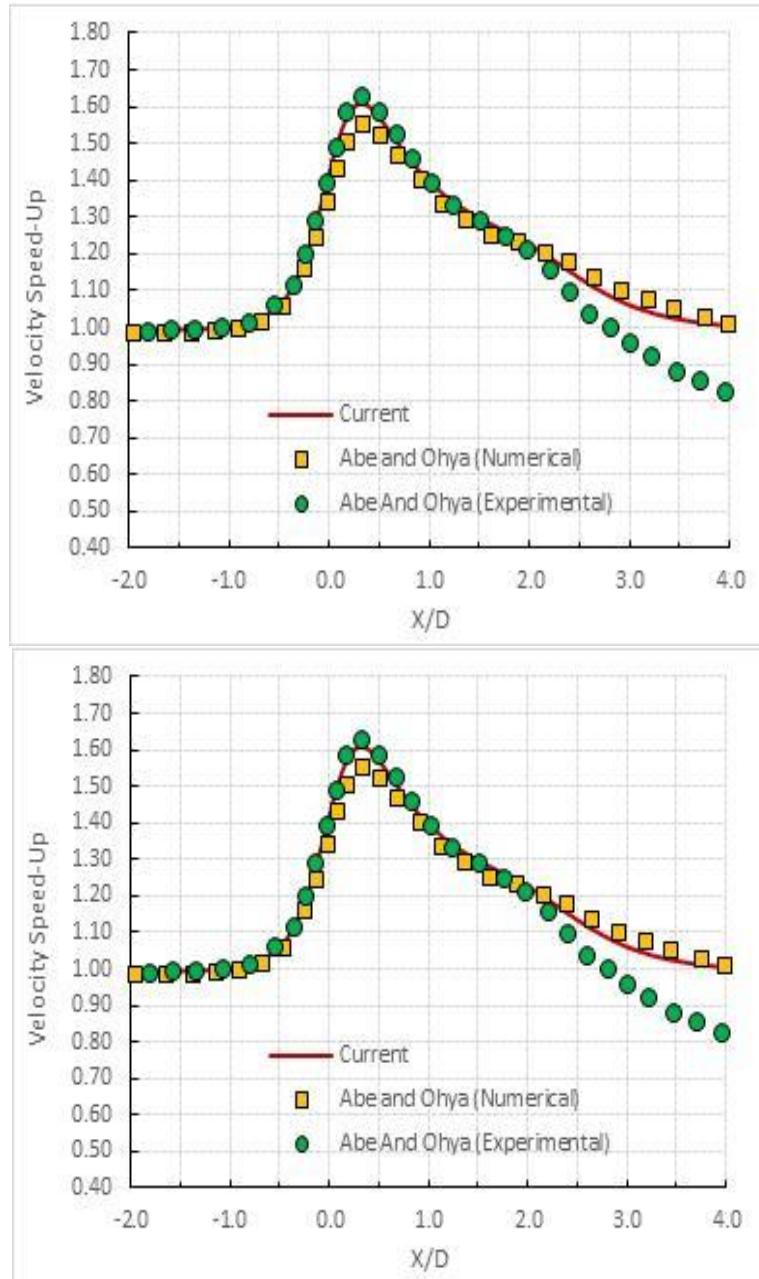 1.80
1.70
1.60
1.50
1.40
1.30
1.20
1.10
1.00
0.90
0.80
0.70
0.60
0.50
0.40
Velocity Speed-Up
Current
Abe and Ohya (Numerical)
Abe And Ohya (Experimental)
-2.0 -1.0 0.0 1.0 2.0 3.0 4.0
X/D
1.80
1.70
1.60
1.50
1.40
1.30
1.20
1.10
1.00
0.90
0.80
0.70
0.60
0.50
0.40
Velocity Speed-Up
Current
Abe and Ohya (Numerical)
Abe And Ohya (Experimental)
-2.0 -1.0 0.0 1.0 2.0 3.0 4.0
X/D